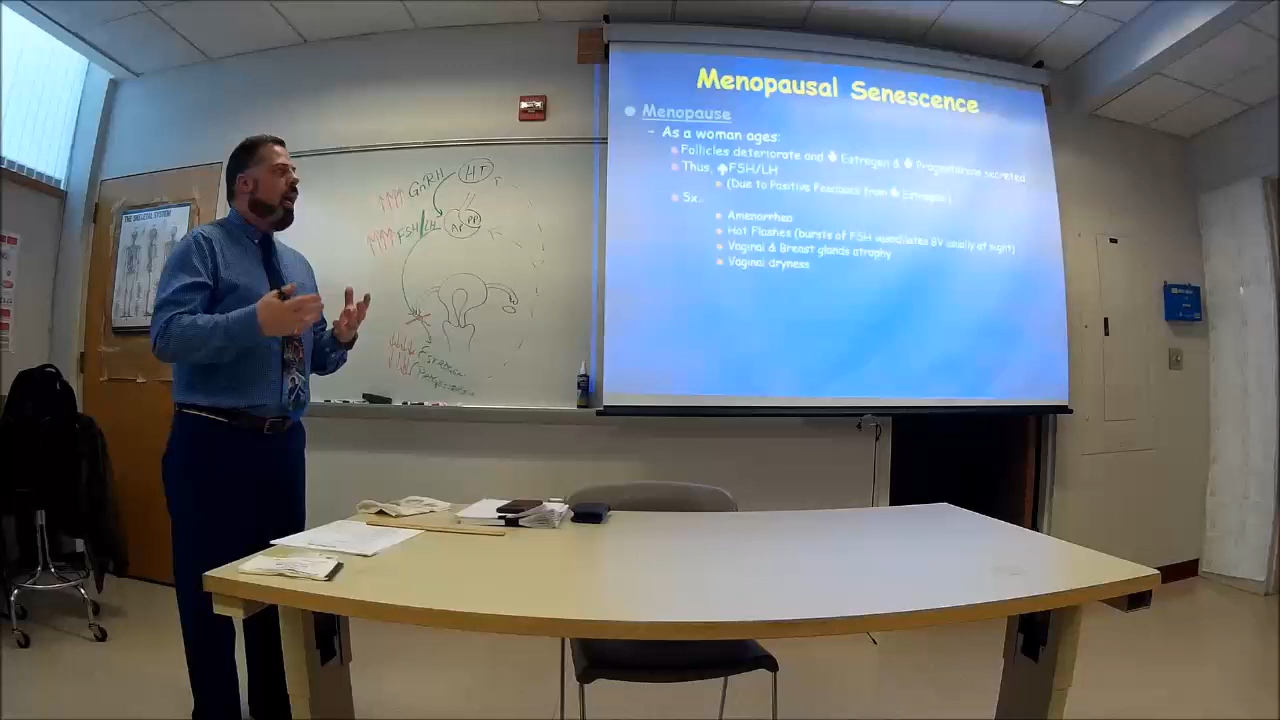 Menopausal Senescence
Menopause
- As a woman ages:
Follicles deteriorate and ↓ Estrogen & ↓ Progesterone secreted
Thus, ↑FSH/LH
(Due to Positive Feedback from ↓ Estrogen)
Sx.
Amenorrhea
Hot Flashes (bursts of FSH vasodilates BV usually at night)
Vaginal & Breast glands atrophy
Vaginal dryness
HT
GnRH
FSH/LH
AP PP
Estrogen
Progesterone
THE SKELETAL SYSTEM